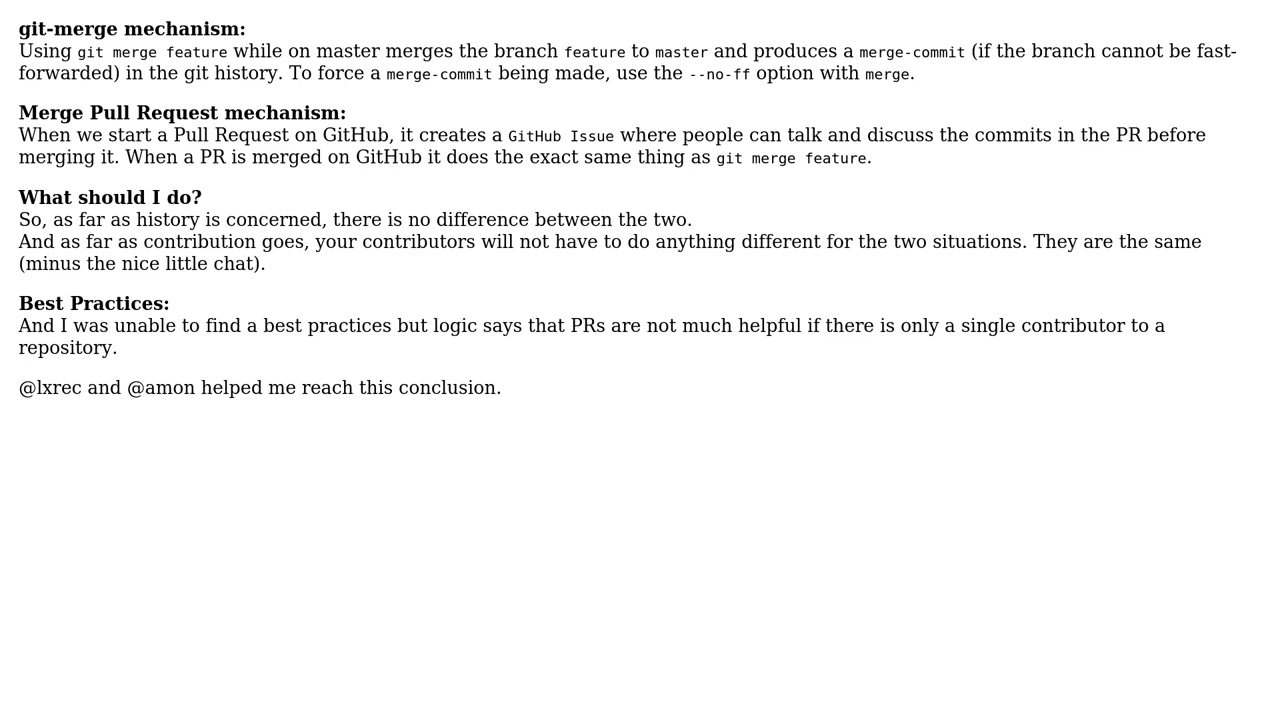 git-merge mechanism:
Using git merge feature while on master merges the branch feature to master and produces a merge-commit (if the branch cannot be fast-
forwarded) in the git history. To force a merge-commit being made, use the --no-ff option with merge.
Merge Pull Request mechanism:
When we start a Pull Request on GitHub, it creates a GitHub Issue where people can talk and discuss the commits in the PR before
merging it. When a PR is merged on GitHub it does the exact same thing as git merge feature.
What should I do?
So, as far as history is concerned, there is no difference between the two.
And as far as contribution goes, your contributors will not have to do anything different for the two situations. They are the same
(minus the nice little chat).
Best Practices:
And I was unable to find a best practices but logic says that PRs are not much helpful if there is only a single contributor to a
repository.
@lxrec and @amon helped me reach this conclusion.